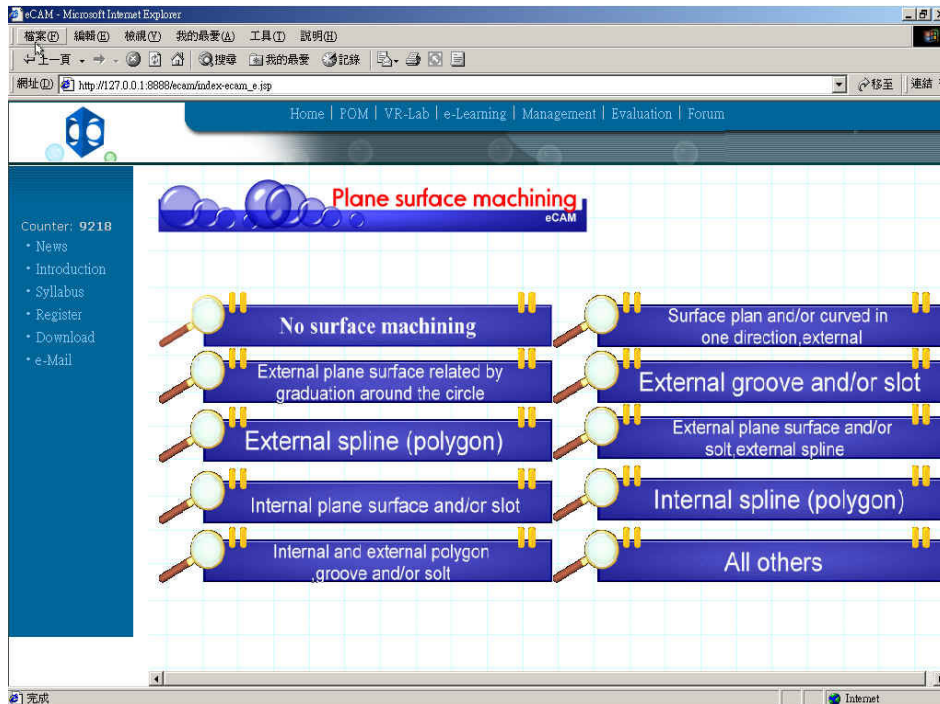 eCAM - Microsoft Internet Explorer
檔案(F) 編輯(E) 檢視(V) 我的最愛(A) 工具(T) 說明(H)
上一頁 搜尋 我的最愛 記錄
網址(D) http://127.0.0.1:8888/ecam/index-ecam_e.jsp 移至 連結
Home | POM | VR-Lab | e-Learning | Management | Evaluation | Forum
Plane surface machining
eCAM
Counter: 9218
• News
• Introduction
• Syllabus
• Register
• Download
• e-Mail
No surface machining
Surface plan and/or curved in
one direction,external
External plane surface related by
graduation around the circle
External groove and/or slot
External spline (polygon)
External plane surface and/or
solt,external spline
Internal plane surface and/or slot
Internal spline (polygon)
Internal and external polygon
,groove and/or solt
All others
完成 Internet